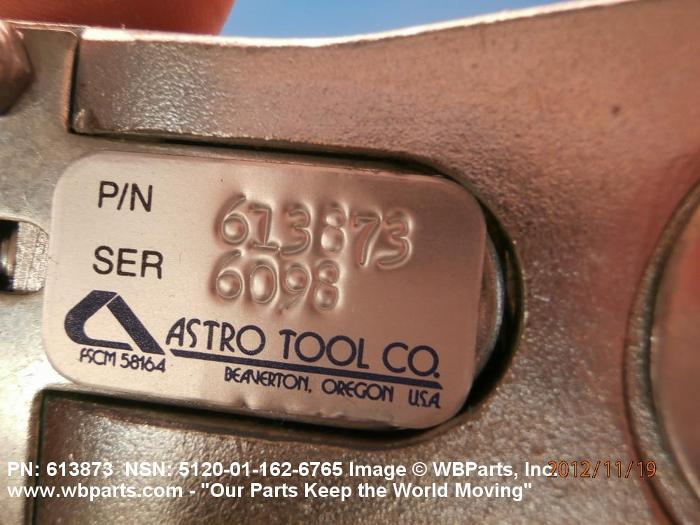 P/N 613873
SER 6098
ASTRO TOOL CO.
FSCM 58164
BEAVERTON, OREGON U.S.A.
PN: 613873 NSN: 5120-01-162-6765 Image © WBParts, Inc. 2012/11/19
www.wbparts.com - "Our Parts Keep the World Moving"